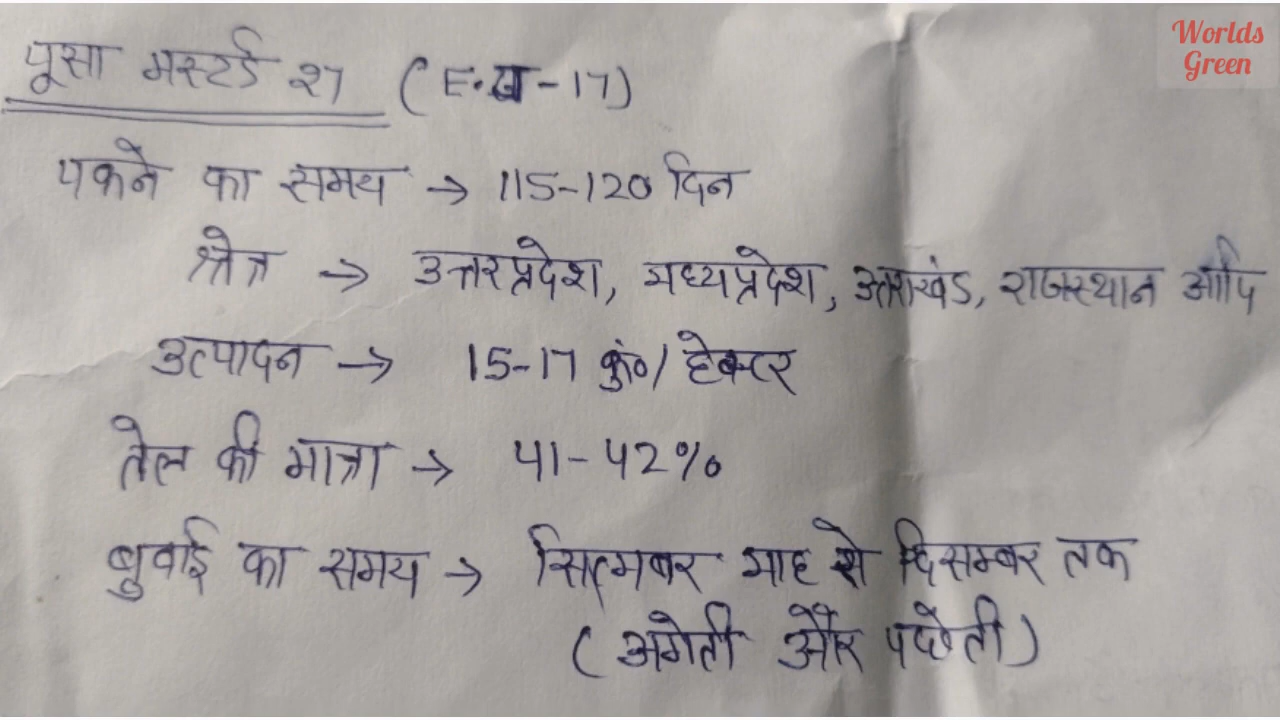 Worlds
Green
पूसा मस्टर्ड 27 (E.J-17)
पकने का समय → 115-120 दिन
श्नेत्र → उत्तरप्रदेश, मध्यप्रदेश, उत्तराखंड, राजस्थान आदि
उत्पादन → 15-17 कुं०/हेक्टर
तेल की मात्रा → 41-42%
बुवाई का समय → सितम्बर माह से दिसम्बर तक
(अगेती और पछेती)